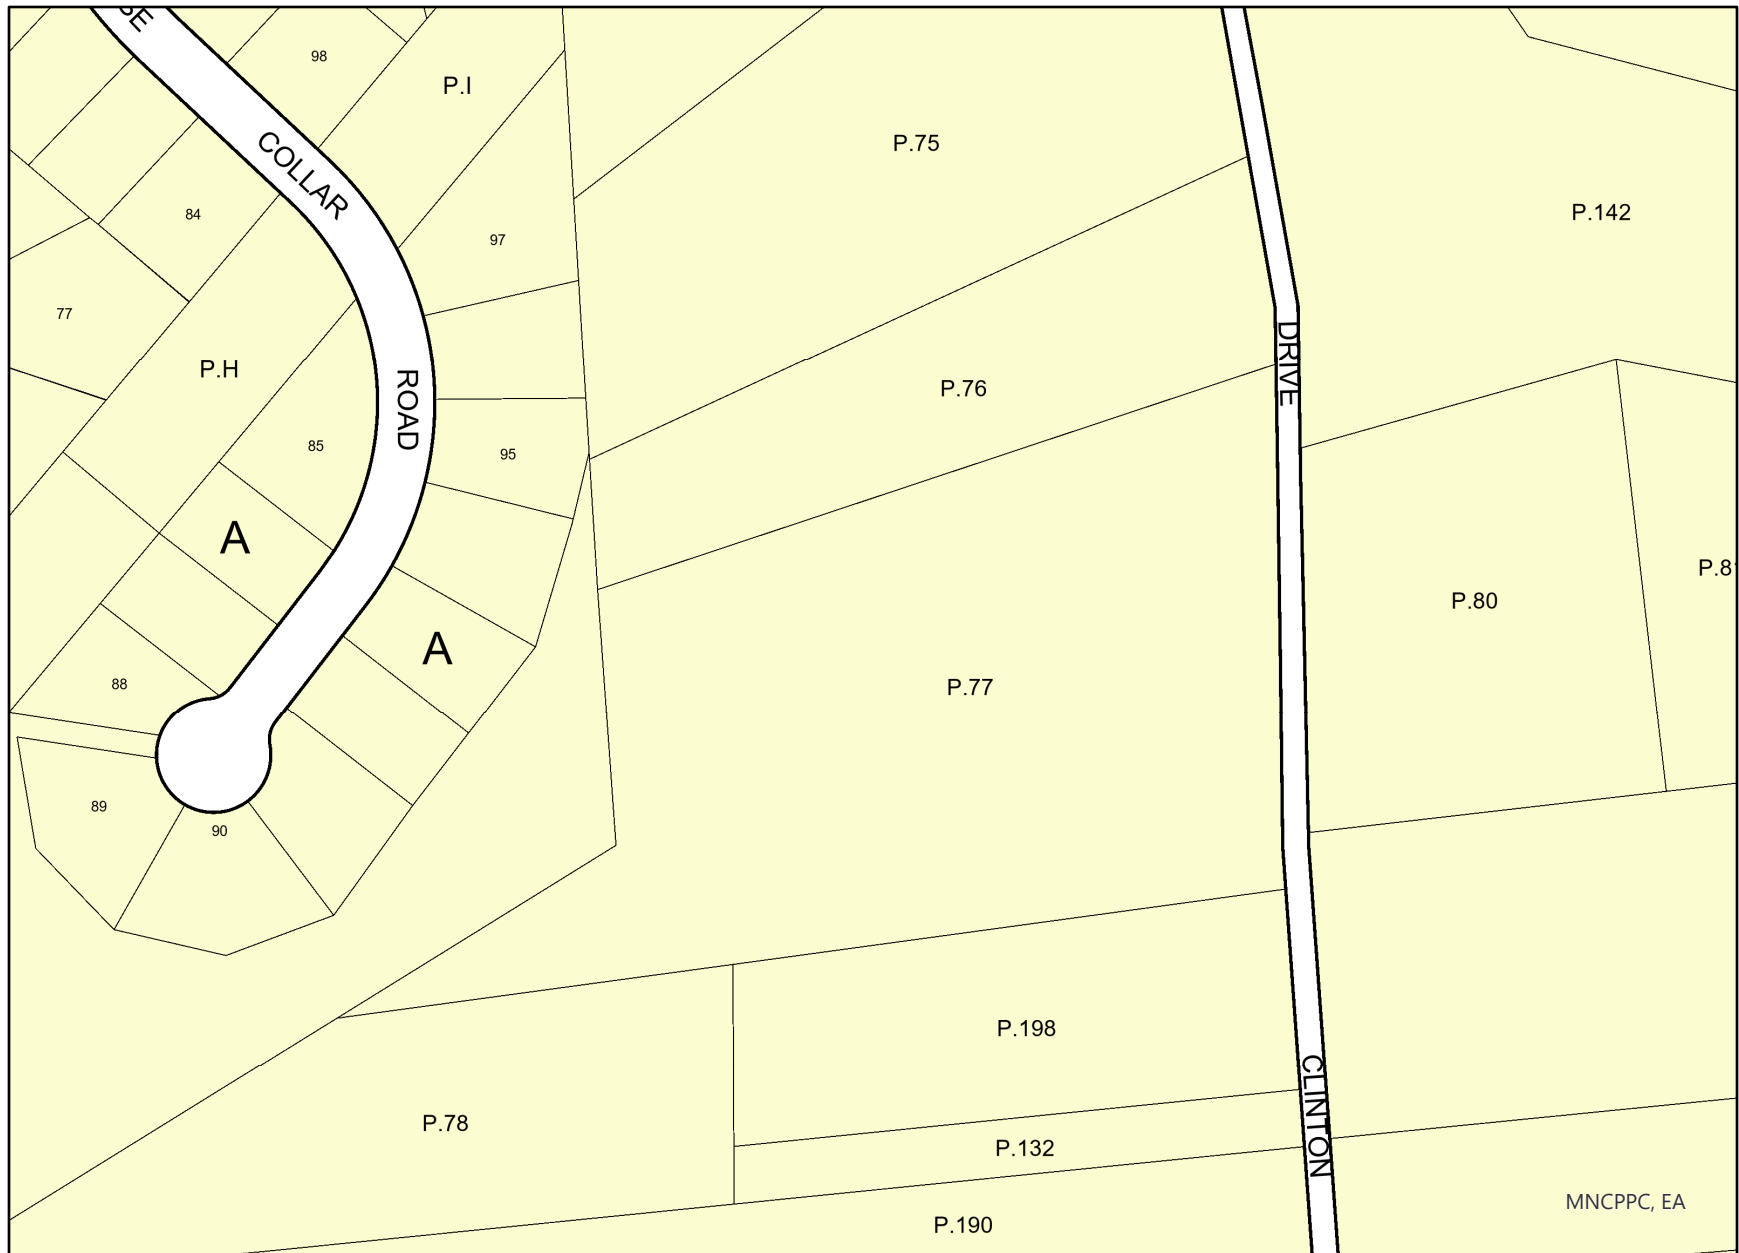 SE
98
P.I
COLLAR
P.75
84
97
P.142
77
P.H
DRIVE
P.76
ROAD
85
95
A
P.80
A
88
P.77
89
90
P.198
CLINTON
P.78
P.132
MNCPPC, EA
P.190